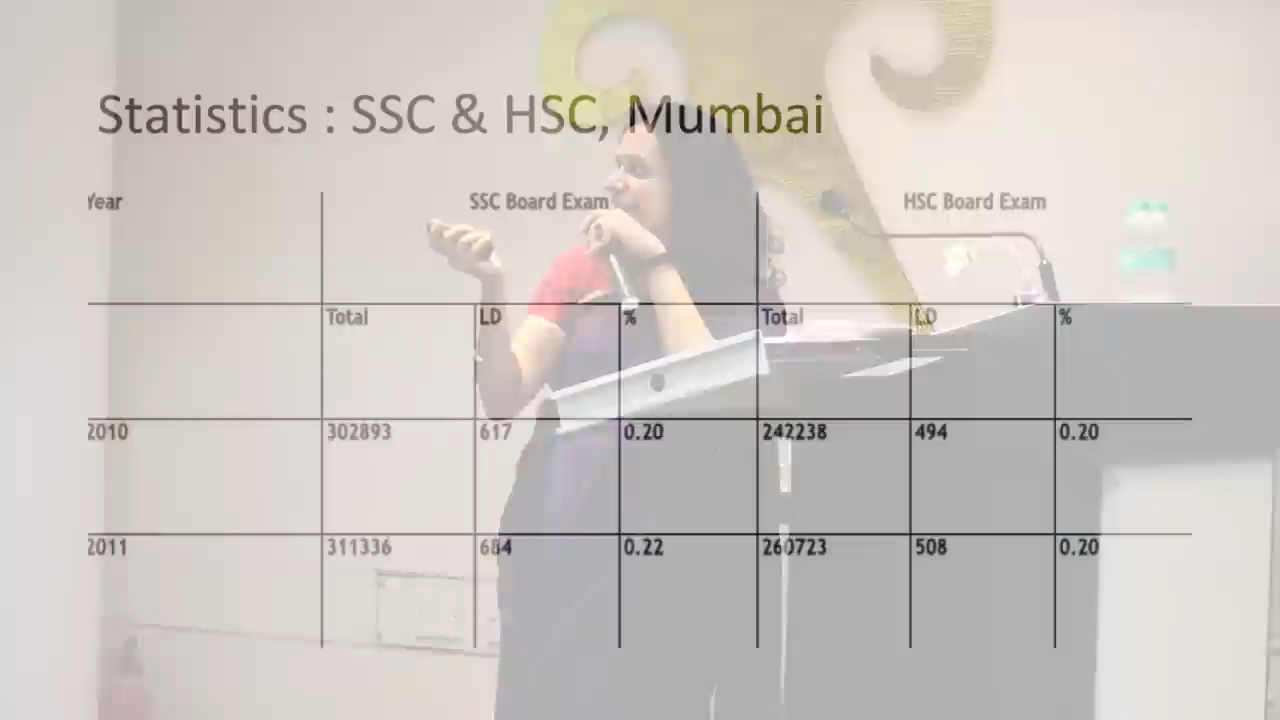 Statistics : SSC & HSC, Mumbai
Year SSC Board Exam HSC Board Exam
Total LD % Total LD %
2010 302893 617 0.20 242238 494 0.20
2011 311336 684 0.22 260723 508 0.20